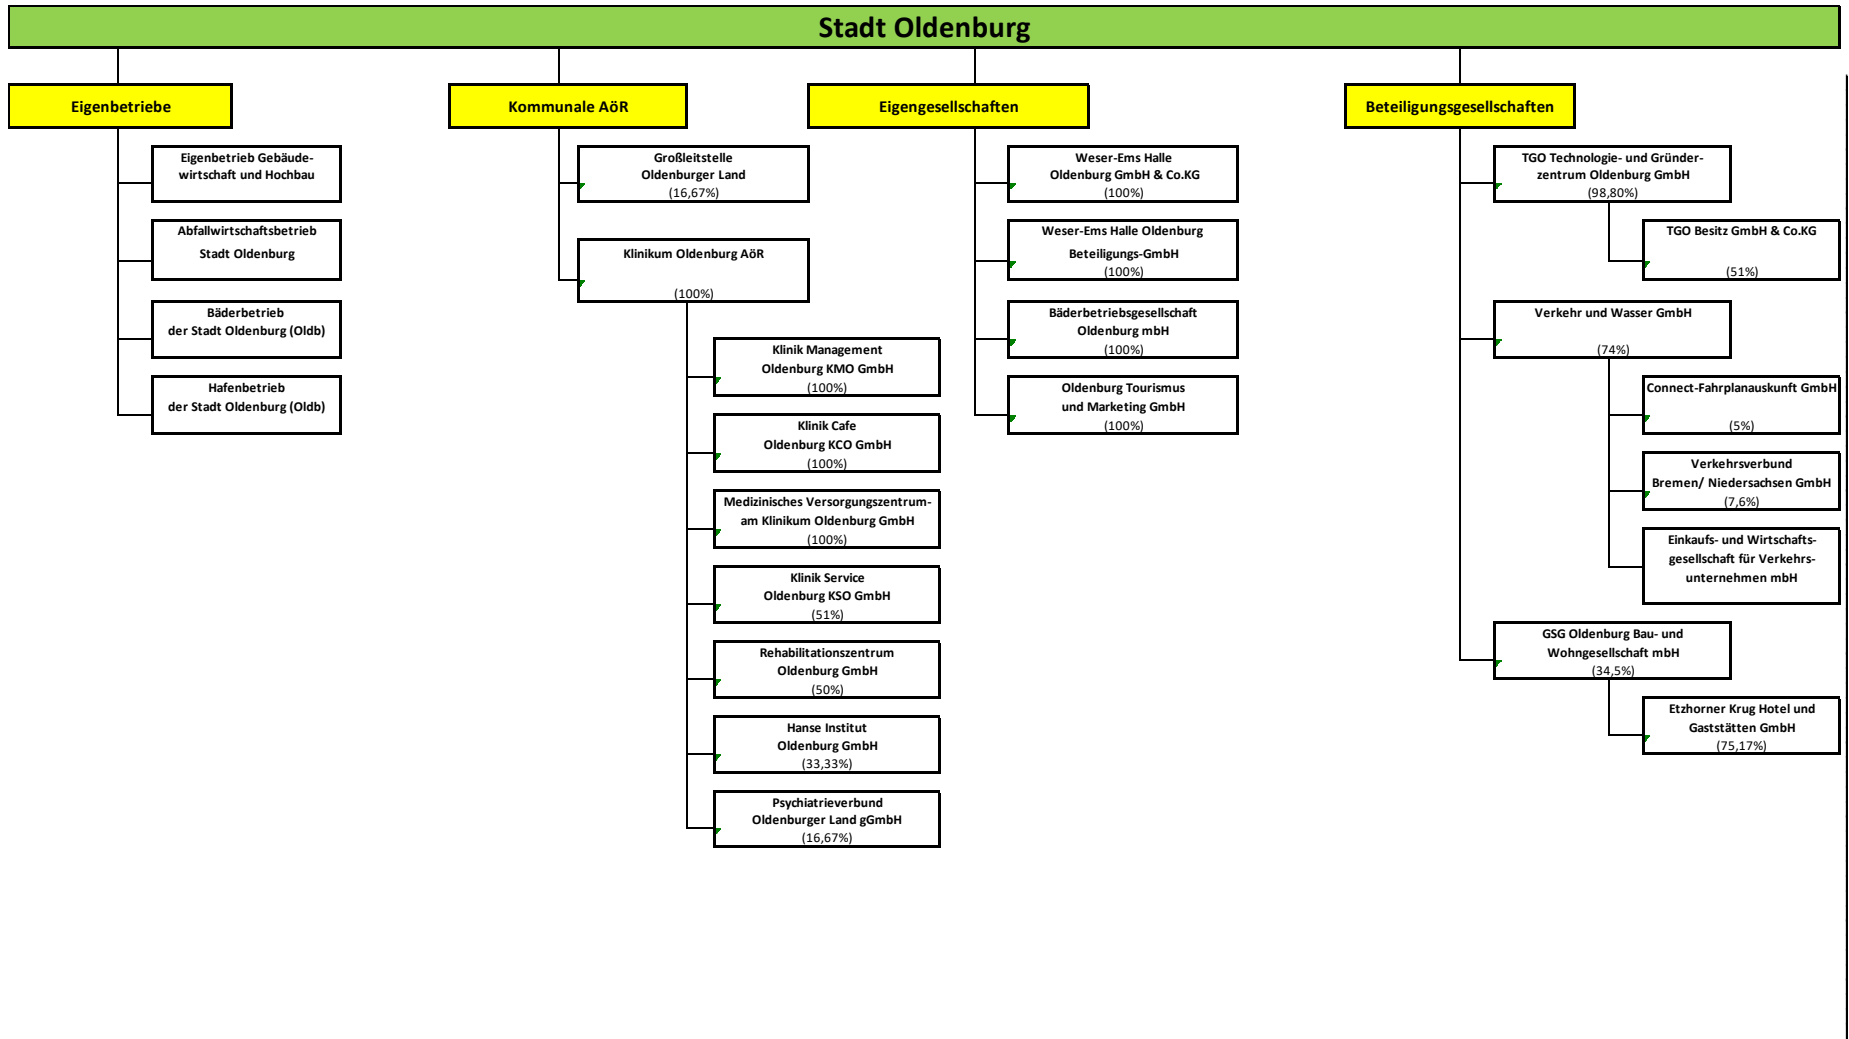 Stadt Oldenburg
Eigenbetriebe
Eigenbetrieb Gebäude-
wirtschaft und Hochbau
Abfallwirtschaftsbetrieb
Stadt Oldenburg
Bäderbetrieb
der Stadt Oldenburg (Oldb)
Hafenbetrieb
der Stadt Oldenburg (Oldb)
Kommunale AöR
Großleitstelle
Oldenburger Land
(16,67%)
Klinikum Oldenburg AöR
(100%)
Klinik Management
Oldenburg KMO GmbH
(100%)
Klinik Cafe
Oldenburg KCO GmbH
(100%)
Medizinisches Versorgungszentrum-
am Klinikum Oldenburg GmbH
(100%)
Klinik Service
Oldenburg KSO GmbH
(51%)
Rehabilitationszentrum
Oldenburg GmbH
(50%)
Hanse Institut
Oldenburg GmbH
(33,33%)
Psychiatrieverbund
Oldenburger Land gGmbH
(16,67%)
Eigengesellschaften
Weser-Ems Halle
Oldenburg GmbH & Co.KG
(100%)
Weser-Ems Halle Oldenburg
Beteiligungs-GmbH
(100%)
Bäderbetriebsgesellschaft
Oldenburg mbH
(100%)
Oldenburg Tourismus
und Marketing GmbH
(100%)
Beteiligungsgesellschaften
TGO Technologie- und Gründer-
zentrum Oldenburg GmbH
(98,80%)
TGO Besitz GmbH & Co.KG
(51%)
Verkehr und Wasser GmbH
(74%)
Connect-Fahrplanauskunft GmbH
(5%)
Verkehrsverbund
Bremen/ Niedersachsen GmbH
(7,6%)
Einkaufs- und Wirtschafts-
gesellschaft für Verkehrs-
unternehmen mbH
GSG Oldenburg Bau- und
Wohngesellschaft mbH
(34,5%)
Etzhorner Krug Hotel und
Gaststätten GmbH
(75,17%)